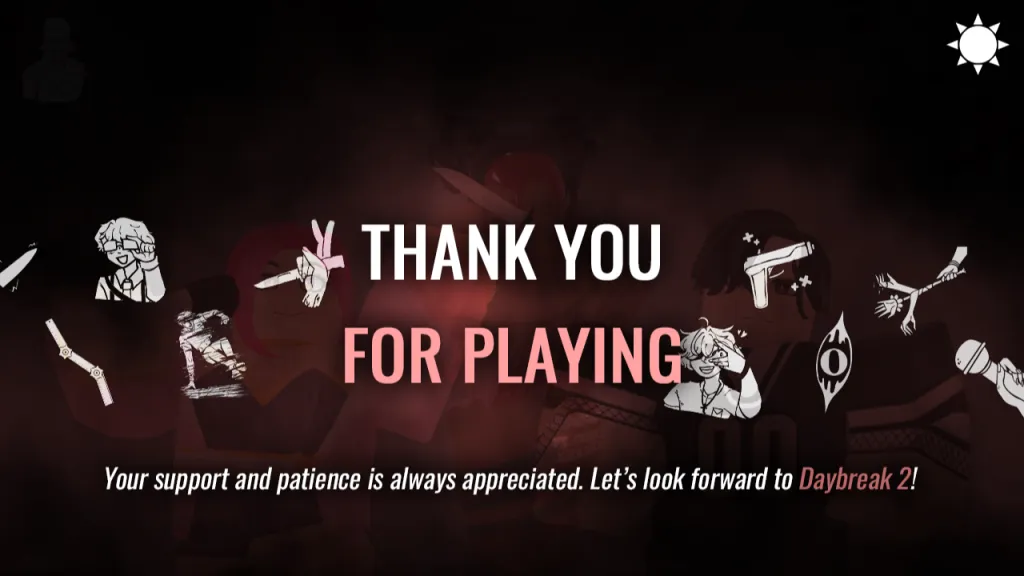 THANK YOU
FOR PLAYING
Your support and patience is always appreciated. Let's look forward to Daybreak 2!